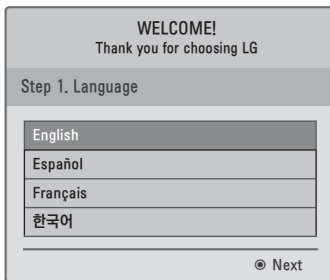 WELCOME!
Thank you for choosing LG
Step 1. Language
English
Español
Français
한국어
◉ Next